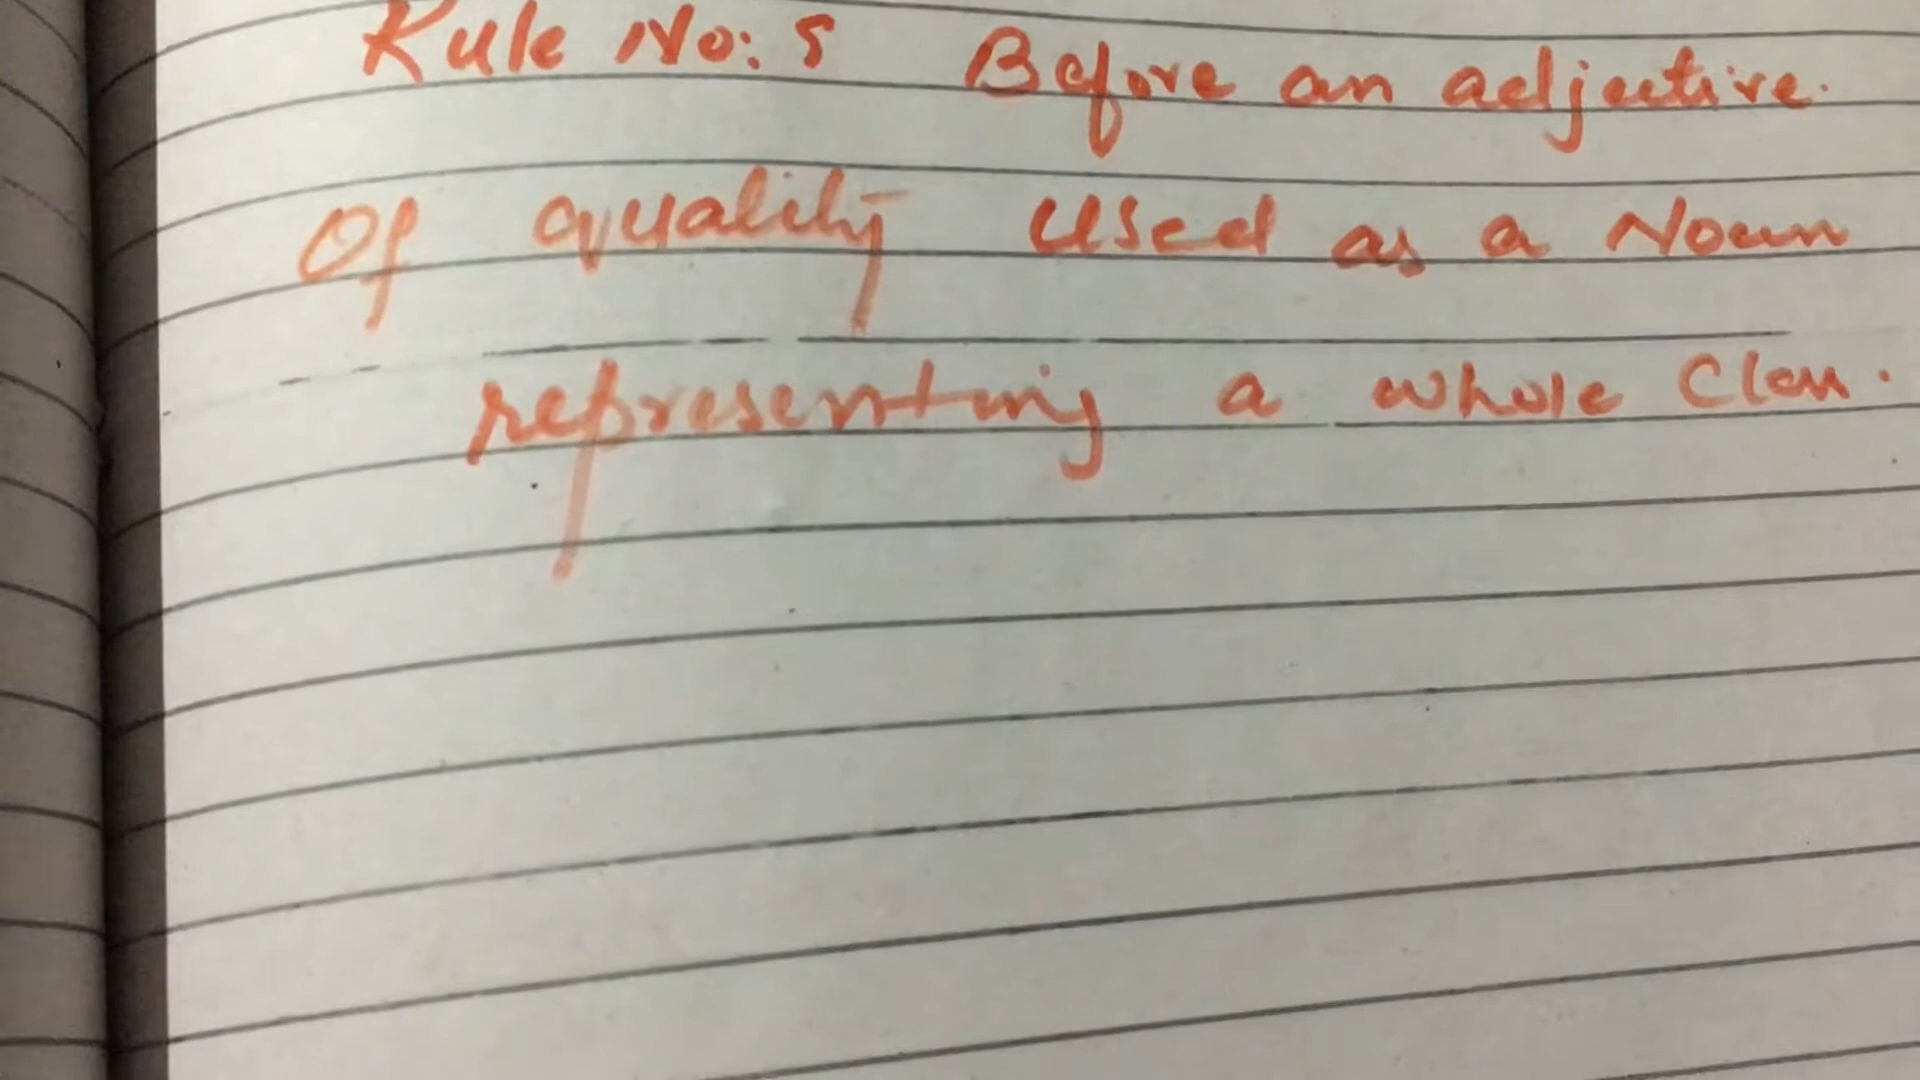 Rule No: 5 Before an adjective.
Of quality used as a Noun
representing a whole Class.